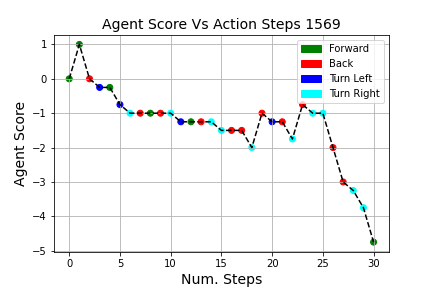 Agent Score Vs Action Steps 1569
Agent Score
1
0
−1
−2
−3
−4
−5
Forward
Back
Turn Left
Turn Right
0 5 10 15 20 25 30
Num. Steps